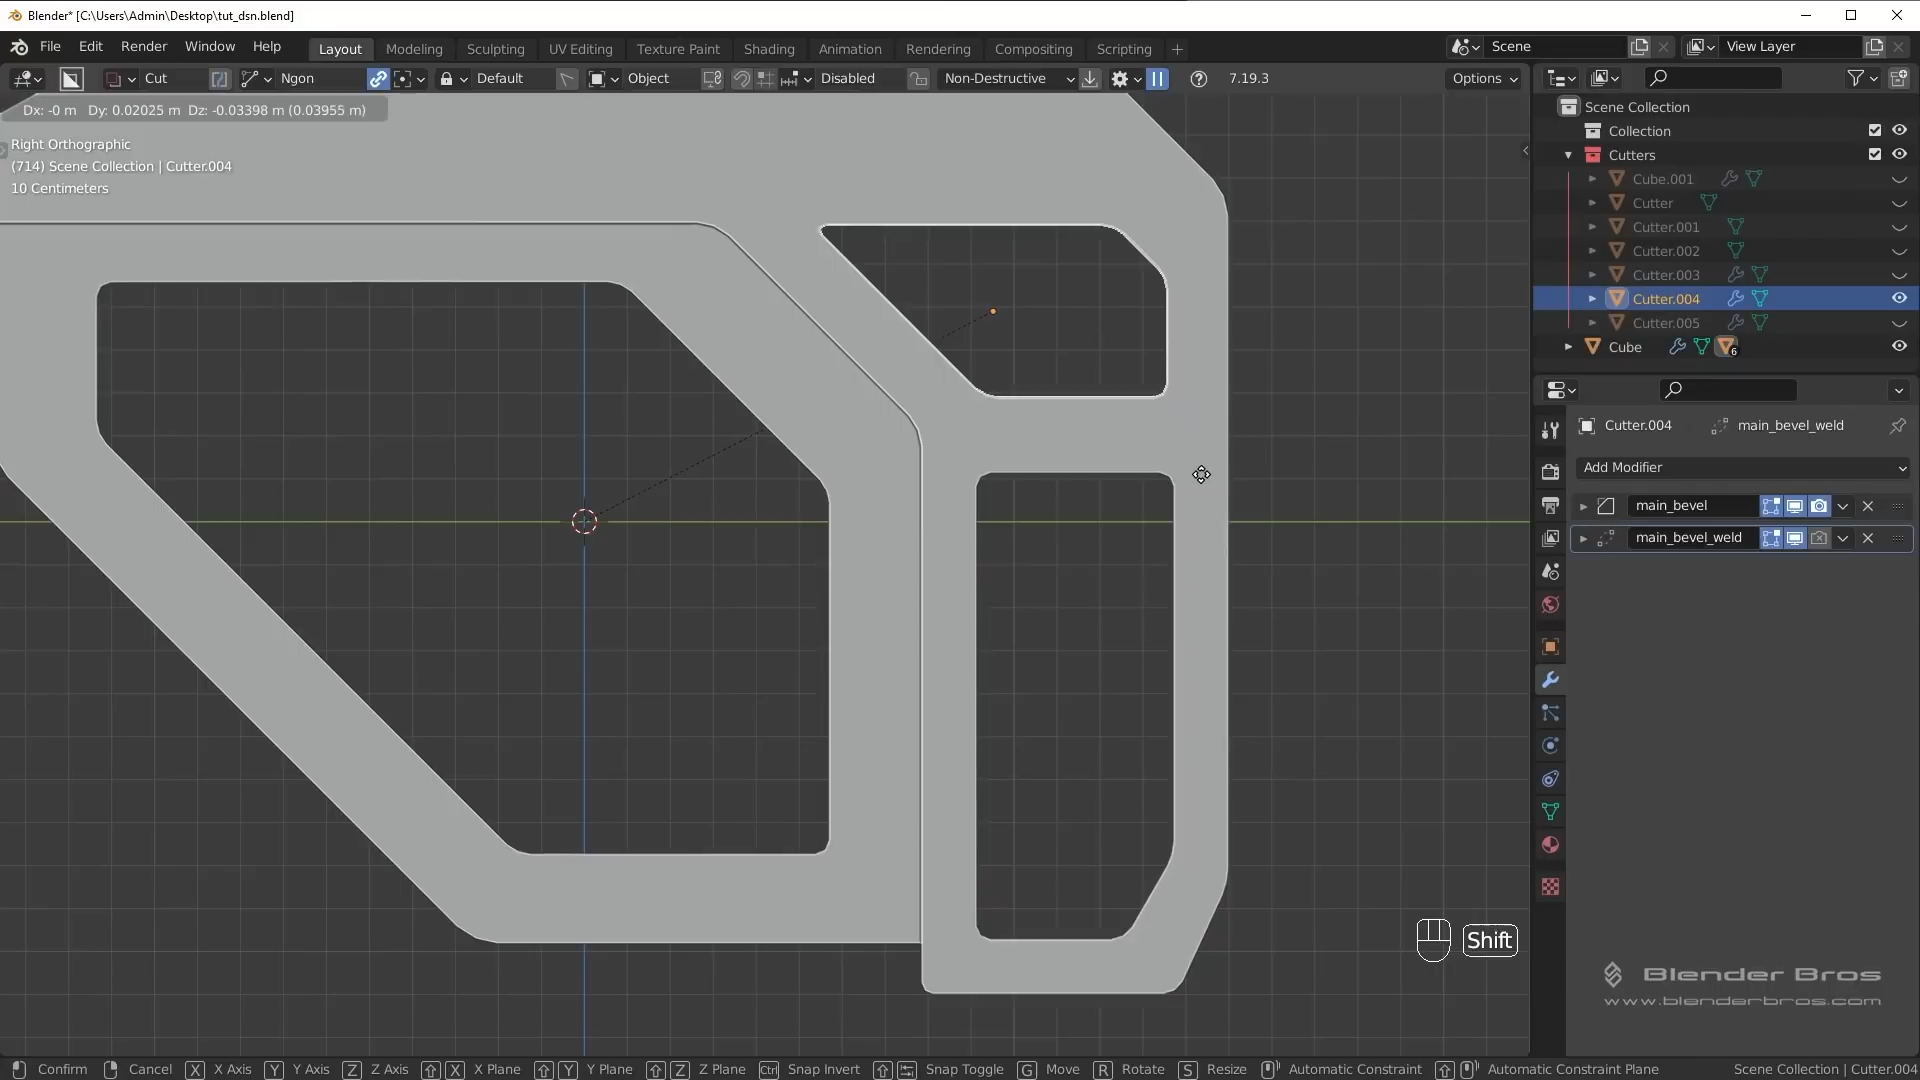 Blender* [C:\Users\Admin\Desktop\tut_dsn.blend]
File Edit Render Window Help Layout Modeling Sculpting UV Editing Texture Paint Shading Animation Rendering Compositing Scripting + Scene View Layer
Cut Ngon Default Object Disabled Non-Destructive 7.19.3 Options
Dx: -0 m Dy: 0.02025 m Dz: -0.03398 m (0.03955 m)
Right Orthographic
(714) Scene Collection | Cutter.004
10 Centimeters
Scene Collection
Collection
Cutters
Cube.001
Cutter
Cutter.001
Cutter.002
Cutter.003
Cutter.004
Cutter.005
Cube 6
Cutter.004 main_bevel_weld
Add Modifier
main_bevel
main_bevel_weld
Shift
Blender Bros
www.blenderbros.com
Confirm Cancel X X Axis Y Y Axis Z Z Axis X X Plane Y Y Plane Z Z Plane Ctrl Snap Invert Snap Toggle G Move R Rotate S Resize Automatic Constraint Automatic Constraint Plane Scene Collection | Cutter.004